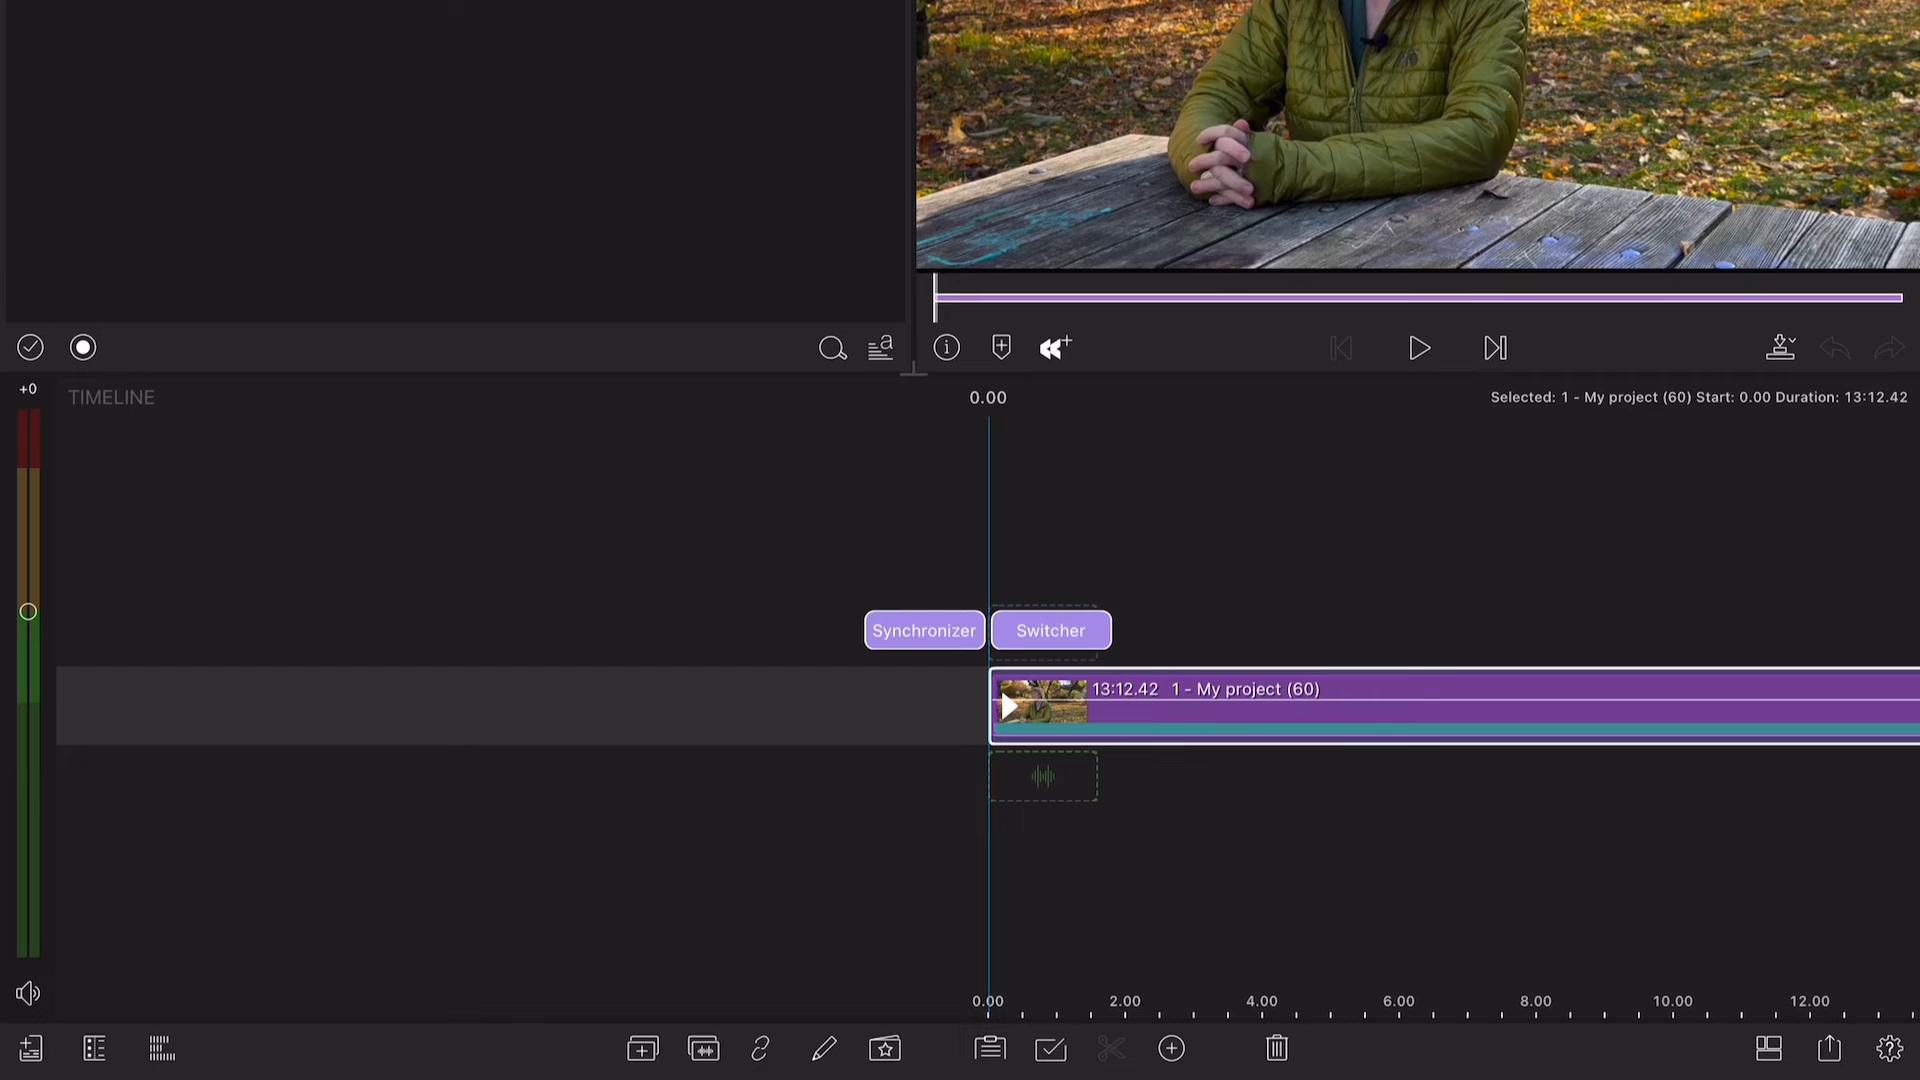 +0
TIMELINE
0.00
Selected: 1 - My project (60) Start: 0.00 Duration: 13:12.42
Synchronizer
Switcher
13:12.42 1 - My project (60)
0.00 2.00 4.00 6.00 8.00 10.00 12.00